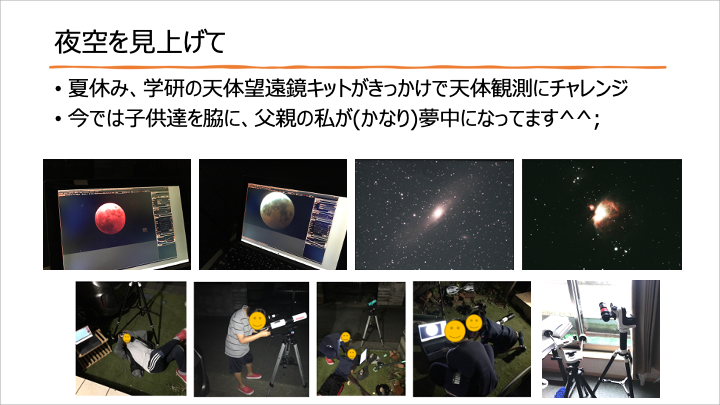 夜空を見上げて
• 夏休み、学研の天体望遠鏡キットがきっかけで天体観測にチャレンジ
• 今では子供達を脇に、父親の私が(かなり)夢中になってます^^;